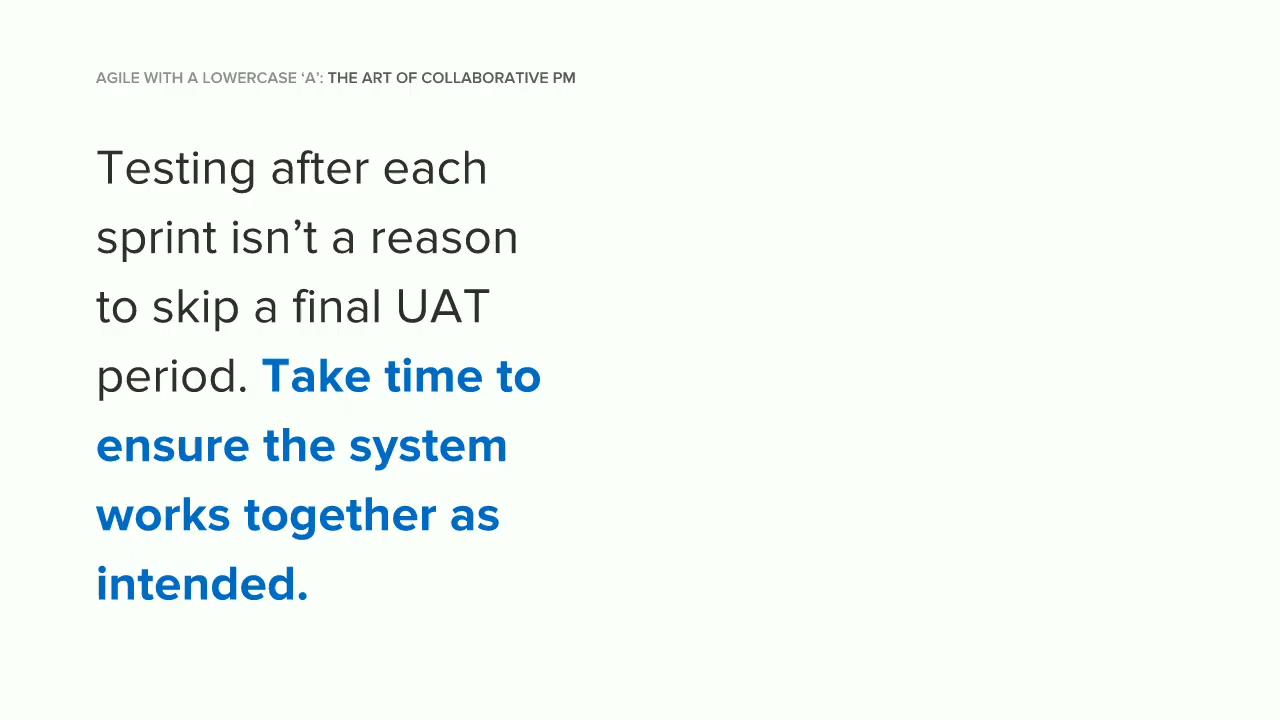 AGILE WITH A LOWERCASE ‘A’: THE ART OF COLLABORATIVE PM
Testing after each
sprint isn’t a reason
to skip a final UAT
period. Take time to
ensure the system
works together as
intended.